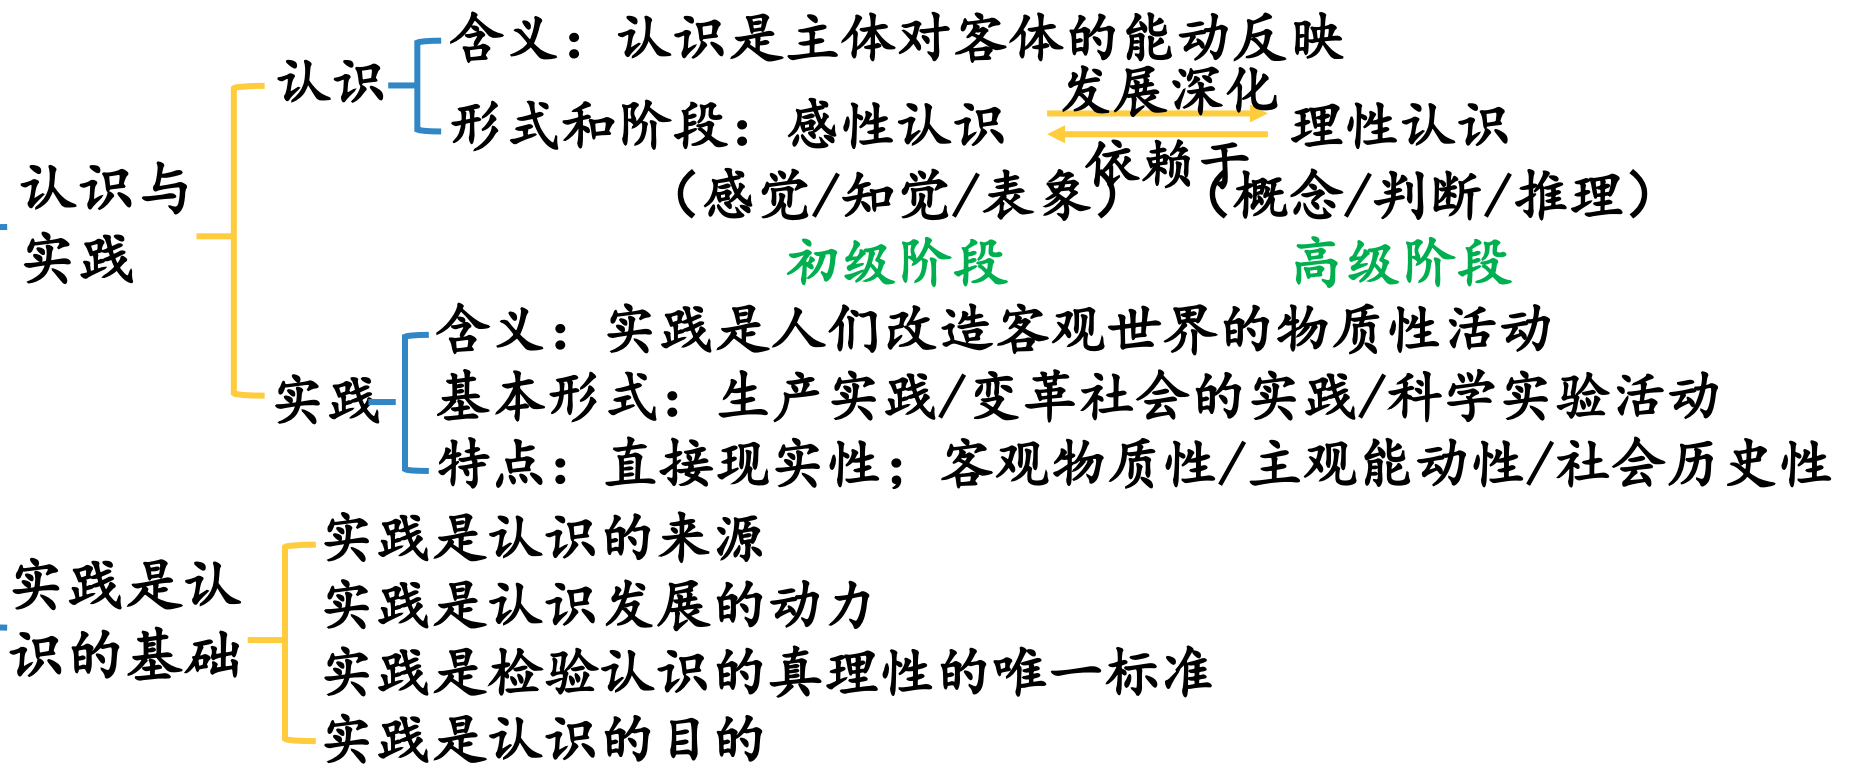 认识与
实践
认识
含义：认识是主体对客体的能动反映
形式和阶段：感性认识
发展深化
依赖于
理性认识
（感觉/知觉/表象）
（概念/判断/推理）
初级阶段
高级阶段
实践
含义：实践是人们改造客观世界的物质性活动
基本形式：生产实践/变革社会的实践/科学实验活动
特点：直接现实性；客观物质性/主观能动性/社会历史性
实践是认
识的基础
实践是认识的来源
实践是认识发展的动力
实践是检验认识的真理性的唯一标准
实践是认识的目的